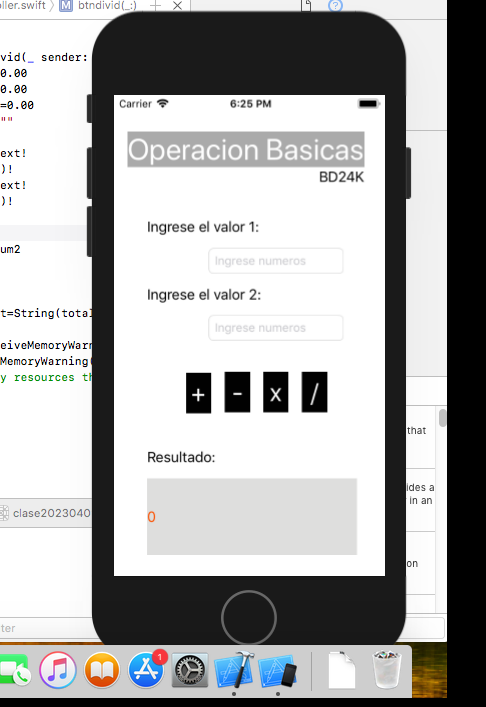 ller.swift 〉 M btndivid(_:)
vid(_ sender:
0.00
0.00
=0.00
""
ext!
)!
ext!
)!
um2
t=String(total
eiveMemoryWarn
MemoryWarning(
y resources th
clase2023040
ter
Carrier 6:25 PM
Operacion Basicas
BD24K
Ingrese el valor 1:
Ingrese numeros
Ingrese el valor 2:
Ingrese numeros
+ - x /
Resultado:
0
that
ides a
in an
on
1